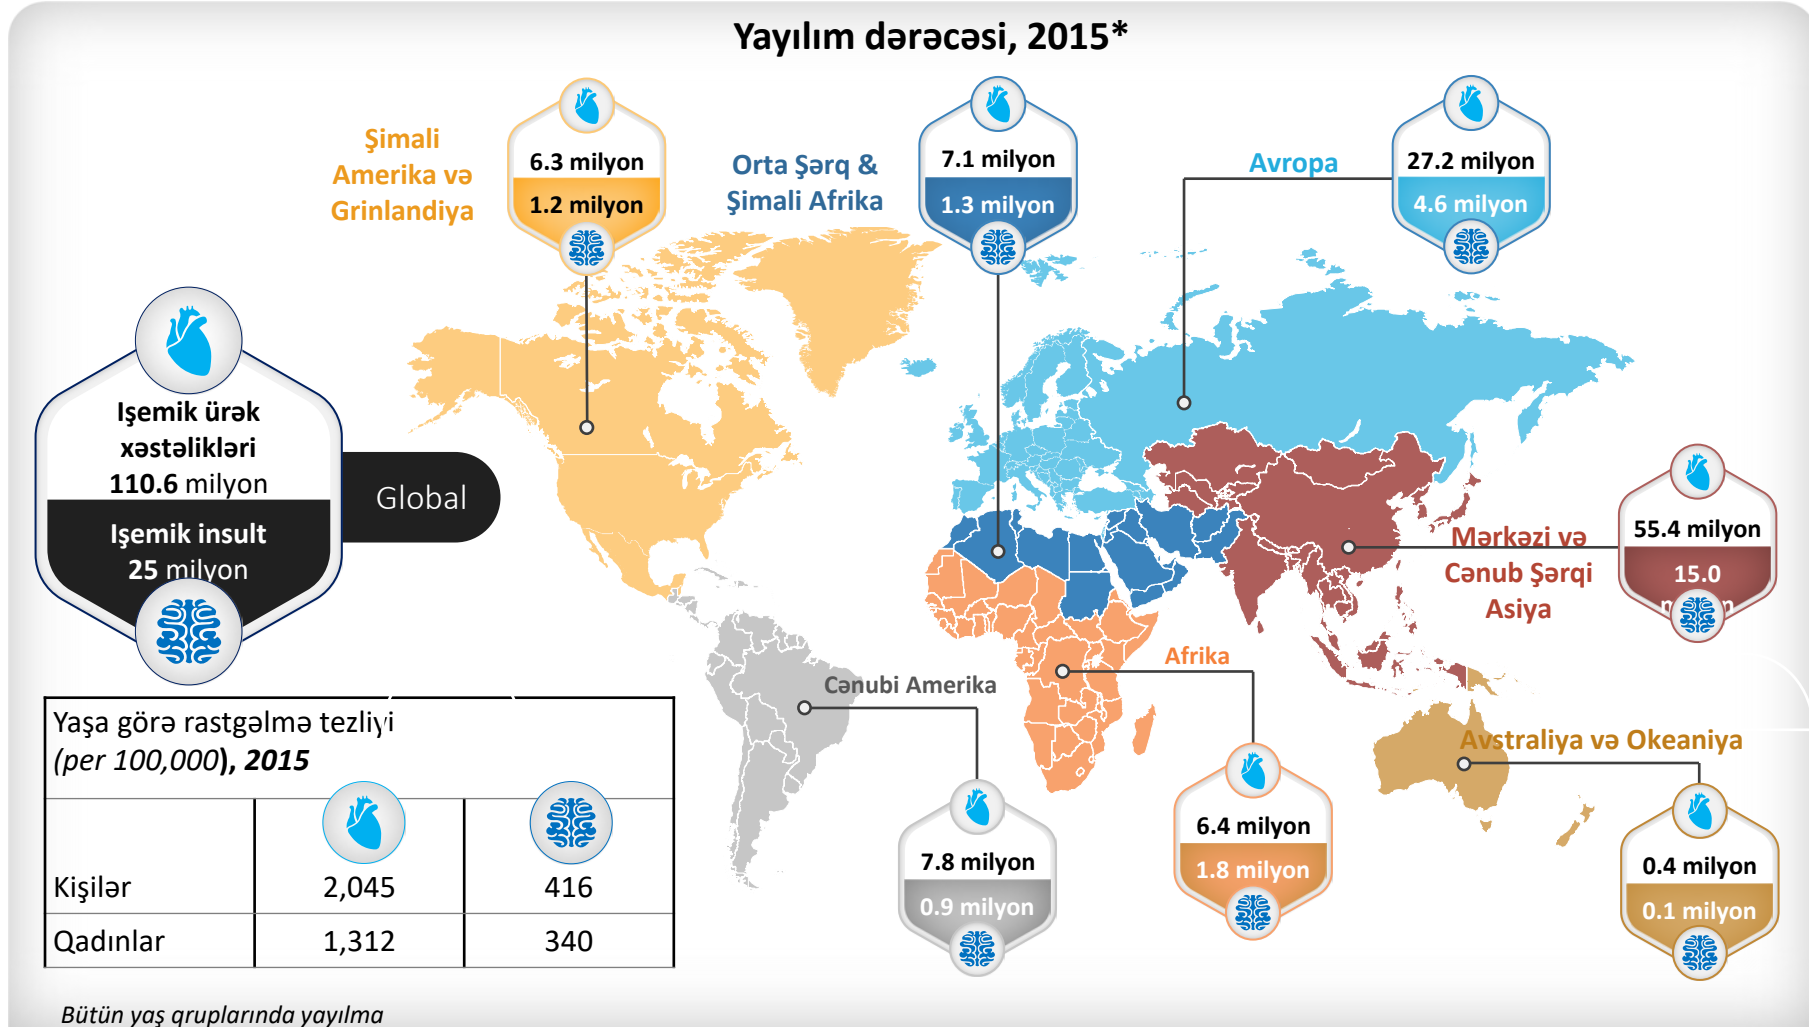 Yayılım dərəcəsi, 2015*
Şimali
Amerika və
Grinlandiya
6.3 milyon
1.2 milyon
Orta Şərq &
Şimali Afrika
7.1 milyon
1.3 milyon
Avropa
27.2 milyon
4.6 milyon
Işemik ürək
xəstəlikləri
110.6 milyon
Işemik insult
25 milyon
Global
Mərkəzi və
Cənub Şərqi
Asiya
55.4 milyon
15.0
Afrika
6.4 milyon
1.8 milyon
Cənubi Amerika
7.8 milyon
0.9 milyon
Avstraliya və Okeaniya
0.4 milyon
0.1 milyon
Yaşa görə rastgəlmə tezliyi
(per 100,000), 2015
Kişilər 2,045 416
Qadınlar 1,312 340
Bütün yaş qruplarında yayılma